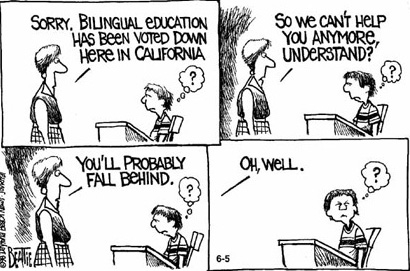 SORRY, BILINGUAL EDUCATION
HAS BEEN VOTED DOWN
HERE IN CALIFORNIA
?
SO WE CAN'T HELP
YOU ANYMORE,
UNDERSTAND?
?
YOU'LL PROBABLY
FALL BEHIND.
?
OH, WELL.
?
BEATTIE
6-5